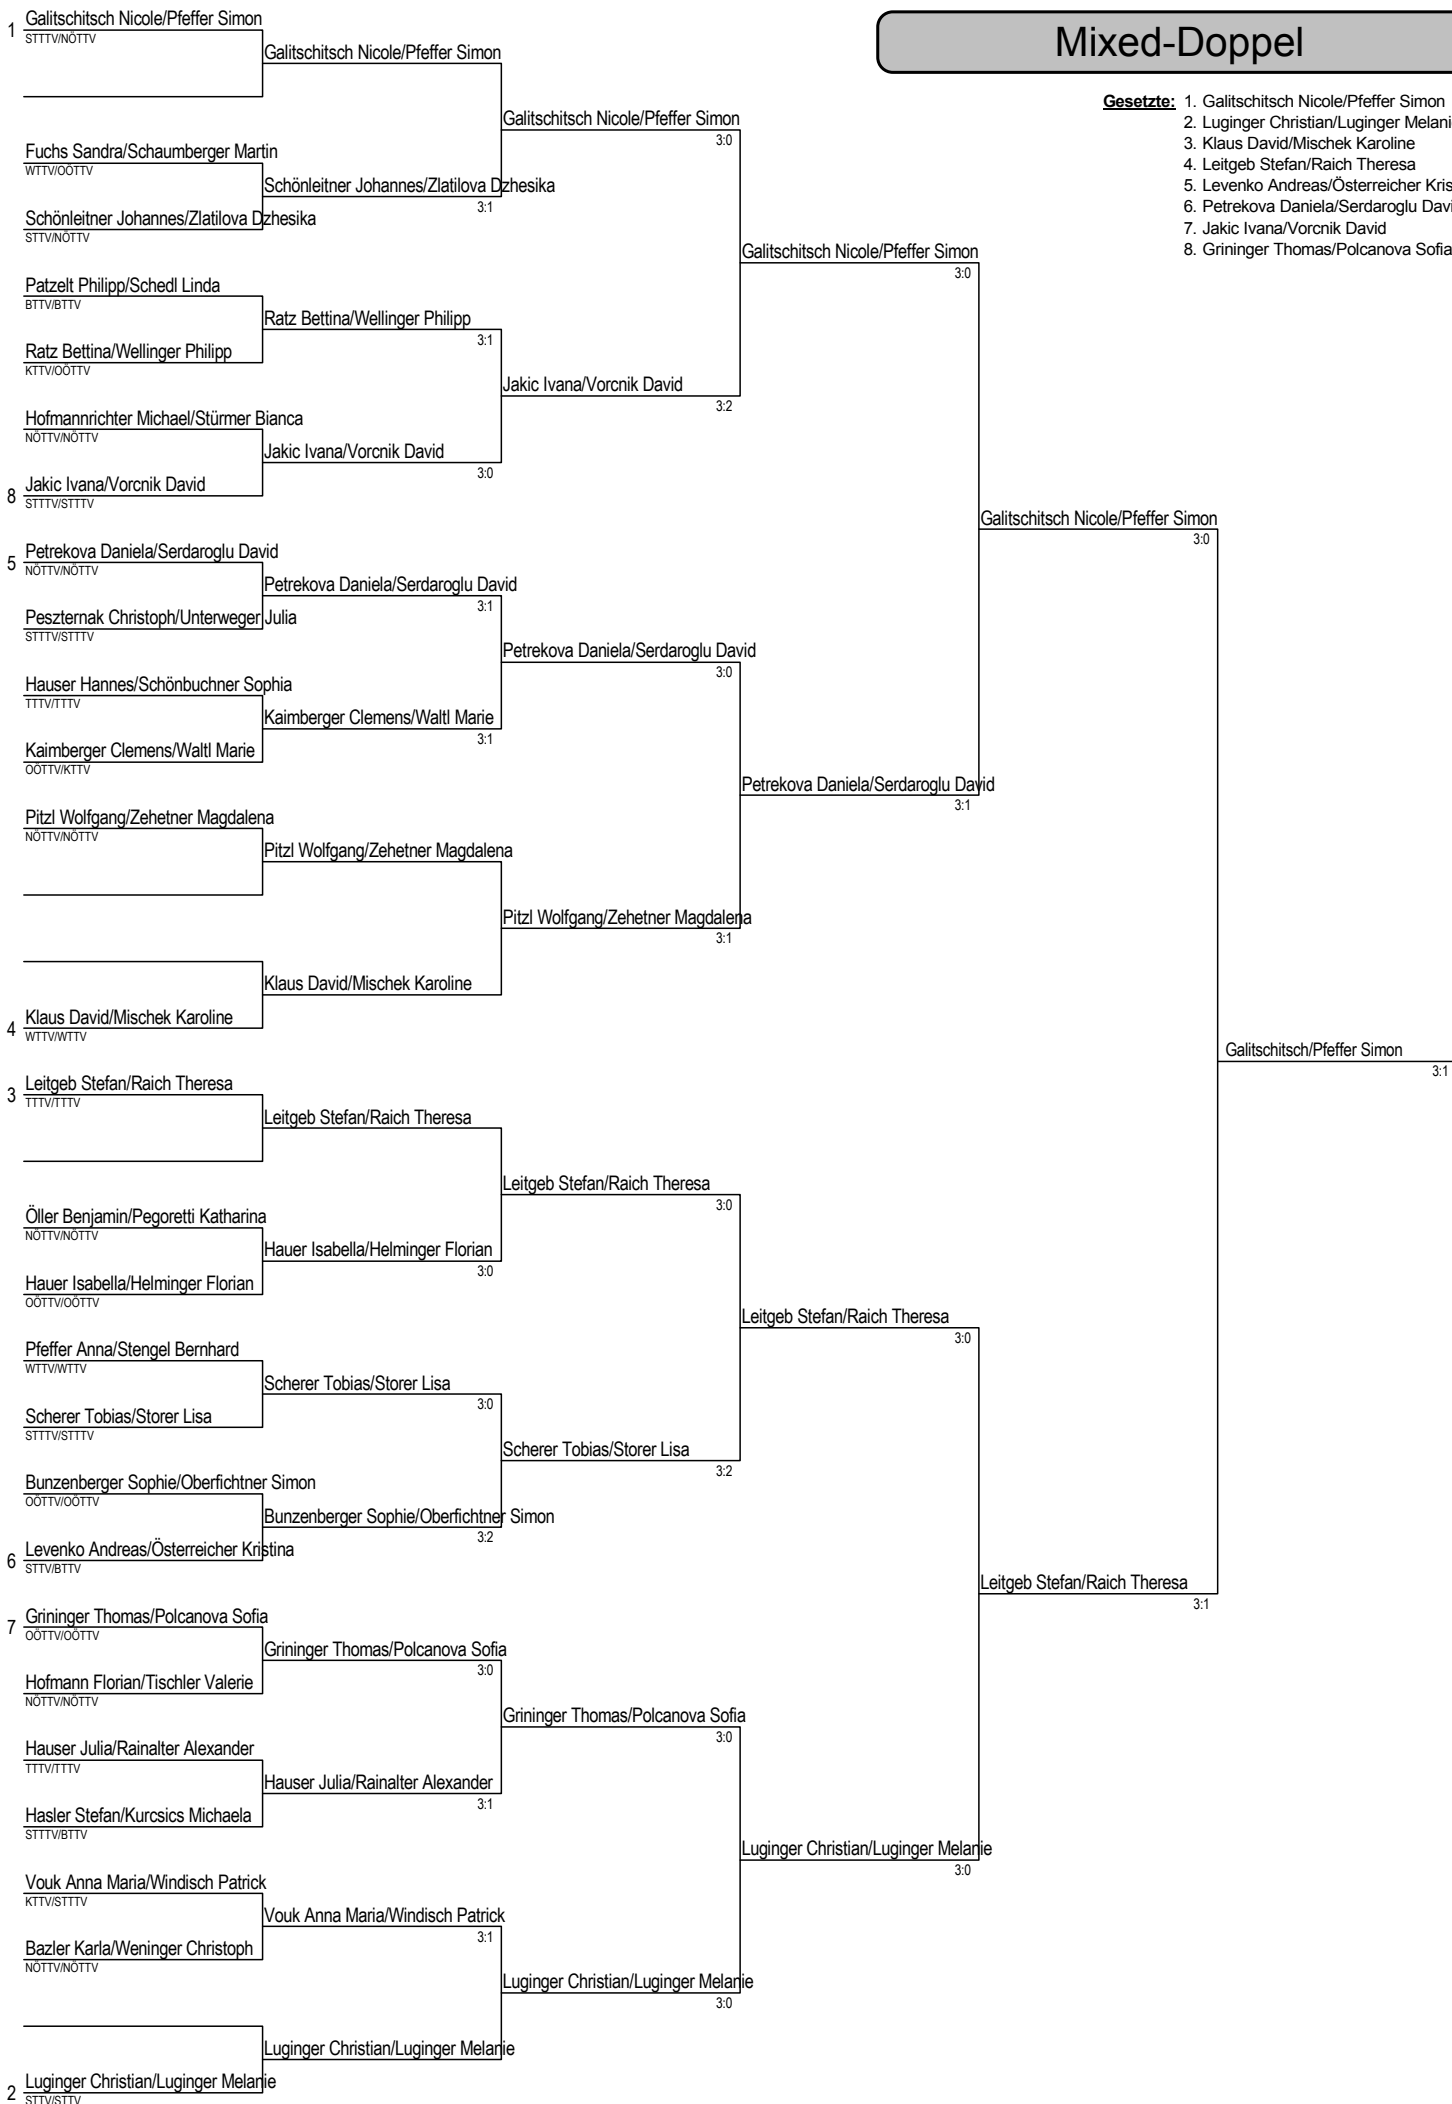 Mixed-Doppel
Gesetzte: 1. Galitschitsch Nicole/Pfeffer Simon
2. Luginger Christian/Luginger Melani
3. Klaus David/Mischek Karoline
4. Leitgeb Stefan/Raich Theresa
5. Levenko Andreas/Österreicher Kris
6. Petrekova Daniela/Serdaroglu Davi
7. Jakic Ivana/Vorcnik David
8. Grininger Thomas/Polcanova Sofia
1 Galitschitsch Nicole/Pfeffer Simon
STTTV/NÖTTV
Fuchs Sandra/Schaumberger Martin
WTTV/OÖTTV
Schönleitner Johannes/Zlatilova Dzhesika
STTV/NÖTTV
Patzelt Philipp/Schedl Linda
BTTV/BTTV
Ratz Bettina/Wellinger Philipp
KTTV/OÖTTV
Hofmannrichter Michael/Stürmer Bianca
NÖTTV/NÖTTV
8 Jakic Ivana/Vorcnik David
STTTV/STTTV
5 Petrekova Daniela/Serdaroglu David
NÖTTV/NÖTTV
Peszternak Christoph/Unterweger Julia
STTTV/STTTV
Hauser Hannes/Schönbuchner Sophia
TTTV/TTTV
Kaimberger Clemens/Waltl Marie
OÖTTV/KTTV
Pitzl Wolfgang/Zehetner Magdalena
NÖTTV/NÖTTV
4 Klaus David/Mischek Karoline
WTTV/WTTV
3 Leitgeb Stefan/Raich Theresa
TTTV/TTTV
Öller Benjamin/Pegoretti Katharina
NÖTTV/NÖTTV
Hauer Isabella/Helminger Florian
OÖTTV/OÖTTV
Pfeffer Anna/Stengel Bernhard
WTTV/WTTV
Scherer Tobias/Storer Lisa
STTTV/STTTV
Bunzenberger Sophie/Oberfichtner Simon
OÖTTV/OÖTTV
6 Levenko Andreas/Österreicher Kristina
STTV/BTTV
7 Grininger Thomas/Polcanova Sofia
OÖTTV/OÖTTV
Hofmann Florian/Tischler Valerie
NÖTTV/NÖTTV
Hauser Julia/Rainalter Alexander
TTTV/TTTV
Hasler Stefan/Kurcsics Michaela
STTTV/BTTV
Vouk Anna Maria/Windisch Patrick
KTTV/STTTV
Bazler Karla/Weninger Christoph
NÖTTV/NÖTTV
2 Luginger Christian/Luginger Melanie
STTV/STTV
Galitschitsch Nicole/Pfeffer Simon
Schönleitner Johannes/Zlatilova Dzhesika
3:1
Ratz Bettina/Wellinger Philipp
3:1
Jakic Ivana/Vorcnik David
3:0
Petrekova Daniela/Serdaroglu David
3:1
Kaimberger Clemens/Waltl Marie
3:1
Pitzl Wolfgang/Zehetner Magdalena
Klaus David/Mischek Karoline
Leitgeb Stefan/Raich Theresa
Hauer Isabella/Helminger Florian
3:0
Scherer Tobias/Storer Lisa
3:0
Bunzenberger Sophie/Oberfichtner Simon
3:2
Grininger Thomas/Polcanova Sofia
3:0
Hauser Julia/Rainalter Alexander
3:1
Vouk Anna Maria/Windisch Patrick
3:1
Luginger Christian/Luginger Melanie
Galitschitsch Nicole/Pfeffer Simon
3:0
Jakic Ivana/Vorcnik David
3:2
Petrekova Daniela/Serdaroglu David
3:0
Pitzl Wolfgang/Zehetner Magdalena
3:1
Leitgeb Stefan/Raich Theresa
3:0
Scherer Tobias/Storer Lisa
3:2
Grininger Thomas/Polcanova Sofia
3:0
Luginger Christian/Luginger Melanie
3:0
Galitschitsch Nicole/Pfeffer Simon
3:0
Petrekova Daniela/Serdaroglu David
3:1
Leitgeb Stefan/Raich Theresa
3:0
Luginger Christian/Luginger Melanie
3:0
Galitschitsch Nicole/Pfeffer Simon
3:0
Leitgeb Stefan/Raich Theresa
3:1
Galitschitsch/Pfeffer Simon
3:1